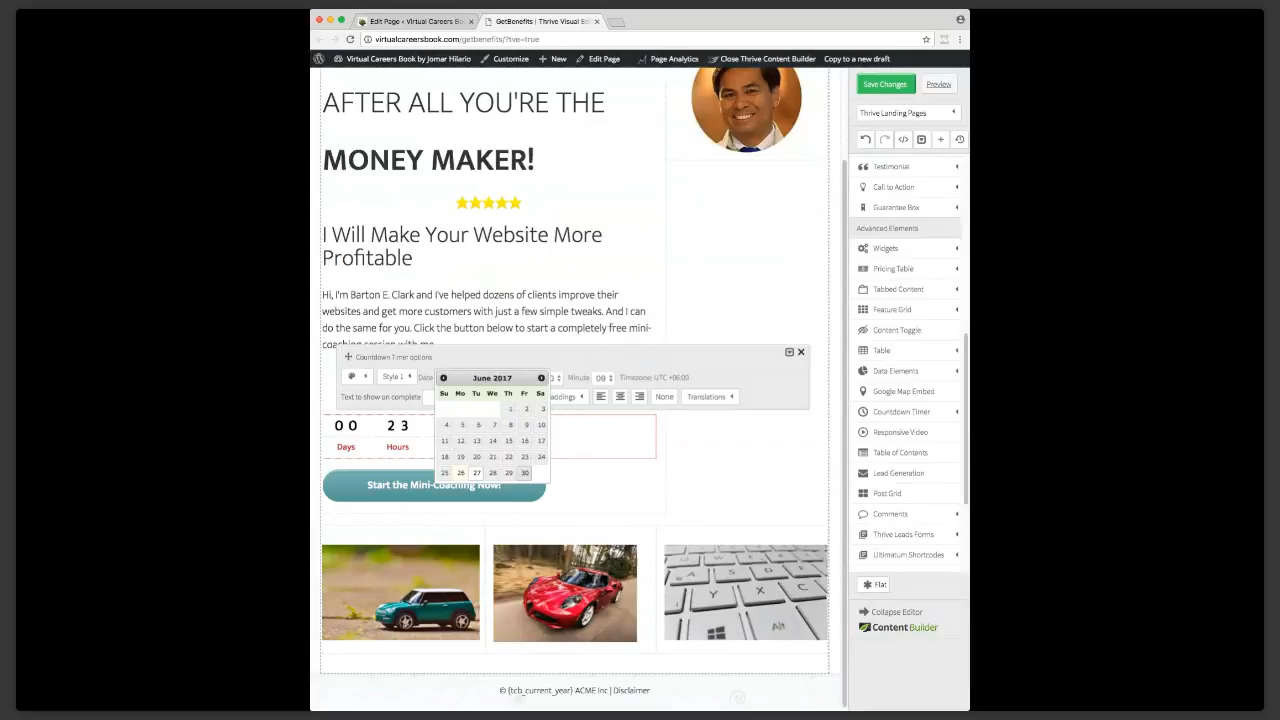 Edit Page ‹ Virtual Careers Bo
GetBenefits | Thrive Visual Ed
virtualcareersbook.com/getbenefits/?tve=true
Virtual Careers Book by Jomar Hilario
Customize
New
Edit Page
Page Analytics
Close Thrive Content Builder
Copy to a new draft
AFTER ALL YOU'RE THE
MONEY MAKER!
I Will Make Your Website More
Profitable
Hi, I'm Barton E. Clark and I've helped dozens of clients improve their
websites and get more customers with just a few simple tweaks. And I can
do the same for you. Click the button below to start a completely free mini-
coaching session with me.
Countdown Timer options
Style 1
Date
Minute 09
Timezone: UTC +06:00
Text to show on complete
addings
None
Translations
June 2017
Su Mo Tu We Th Fr Sa
1 2 3
4 5 6 7 8 9 10
11 12 13 14 15 16 17
18 19 20 21 22 23 24
25 26 27 28 29 30
00 23
Days Hours
Start the Mini-Coaching Now!
© {tcb_current_year} ACME Inc | Disclaimer
Save Changes
Preview
Thrive Landing Pages
Testimonial
Call to Action
Guarantee Box
Advanced Elements
Widgets
Pricing Table
Tabbed Content
Feature Grid
Content Toggle
Table
Data Elements
Google Map Embed
Countdown Timer
Responsive Video
Table of Contents
Lead Generation
Post Grid
Comments
Thrive Leads Forms
Ultimatum Shortcodes
Flat
Collapse Editor
Content Builder